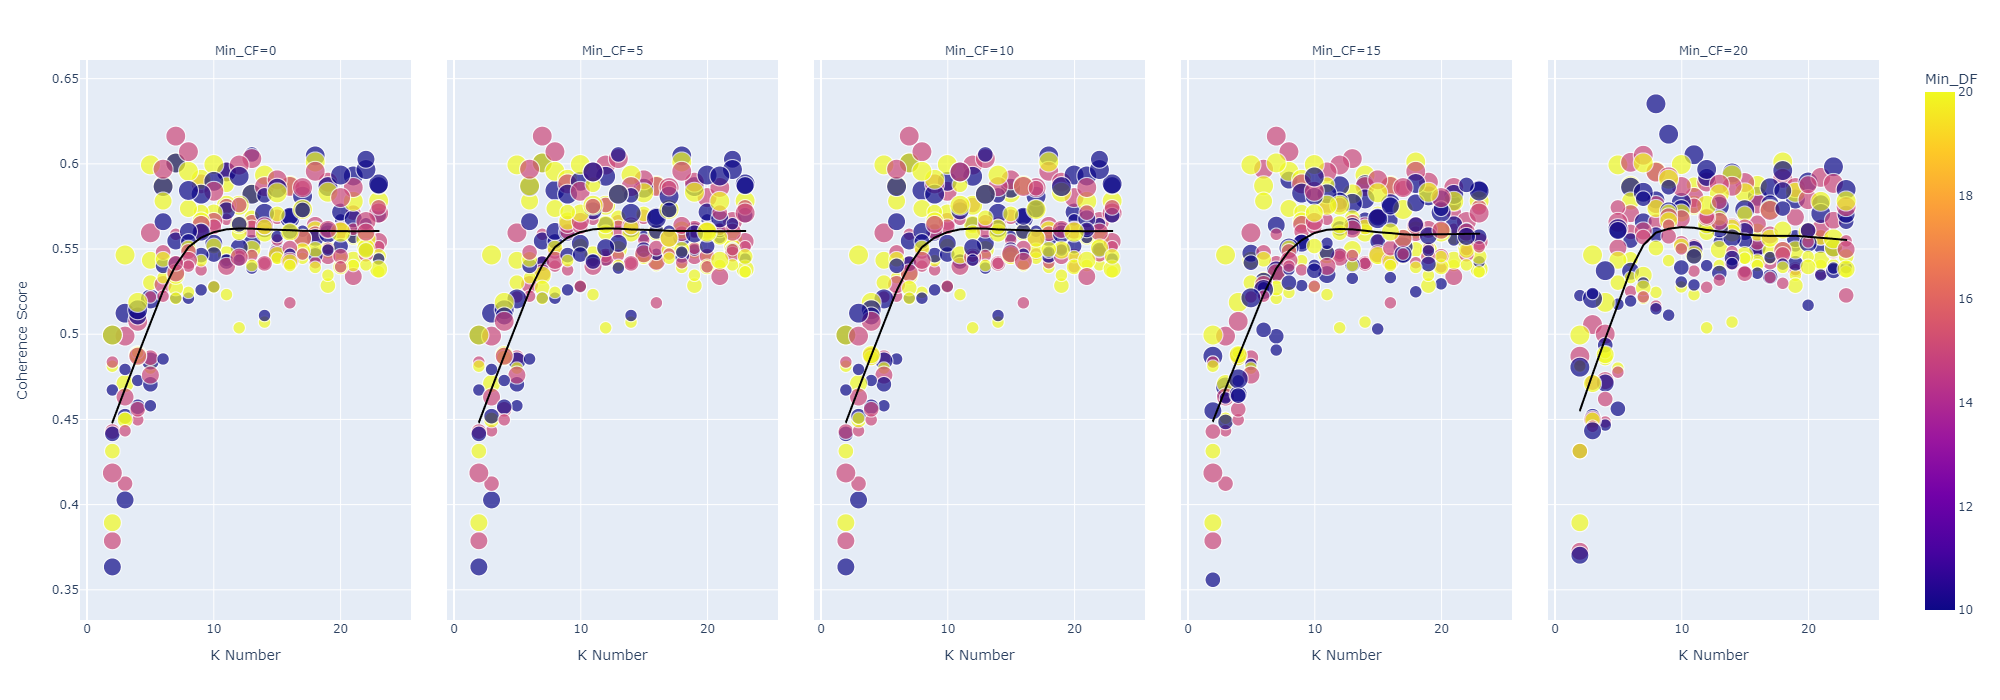 Min_CF=0
Min_CF=5
Min_CF=10
Min_CF=15
Min_CF=20
Min_DF
0.65
0.6
0.55
0.5
0.45
0.4
0.35
Coherence Score
20
18
16
14
12
10
0 10 20
0 10 20
0 10 20
0 10 20
0 10 20
K Number
K Number
K Number
K Number
K Number